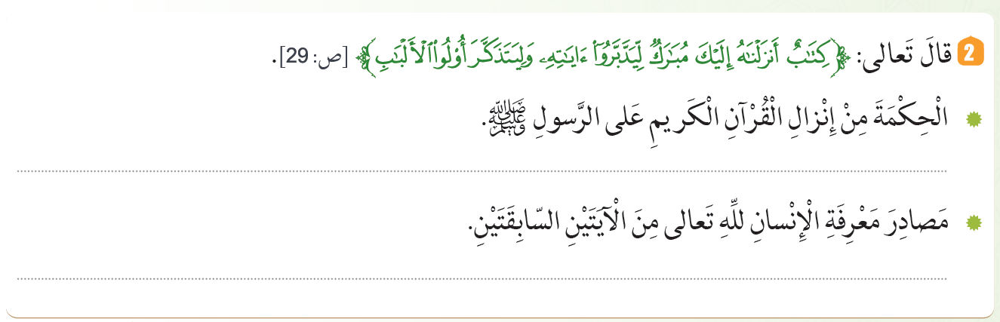 2 قالَ تَعالى: ﴿كِتَٰبٌ أَنزَلْنَٰهُ إِلَيْكَ مُبَٰرَكٌ لِّيَدَّبَّرُوٓا۟ ءَايَٰتِهِۦ وَلِيَتَذَكَّرَ أُو۟لُوا۟ ٱلْأَلْبَٰبِ﴾ [ص: 29].
الْحِكْمَةَ مِنْ إِنْزالِ الْقُرْآنِ الْكَريمِ عَلى الرَّسولِ ﷺ.
مَصادِرَ مَعْرِفَةِ الْإِنْسانِ للَّهِ تَعالى مِنَ الْآيَتَيْنِ السّابِقَتَيْنِ.